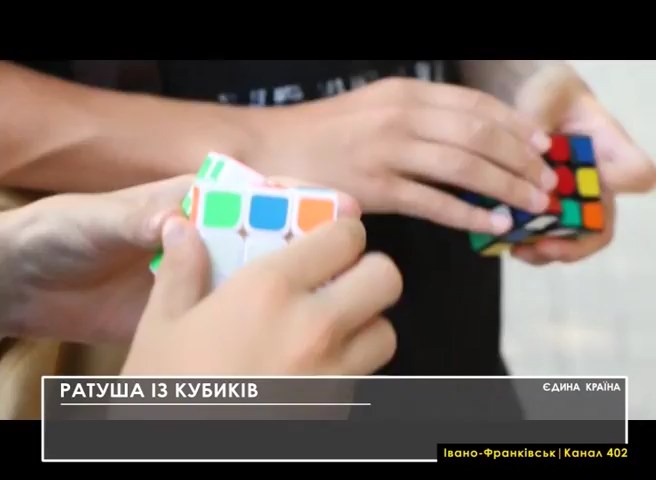 РАТУША ІЗ КУБИКІВ
ЄДИНА КРАЇНА
Івано-Франківськ|Канал 402